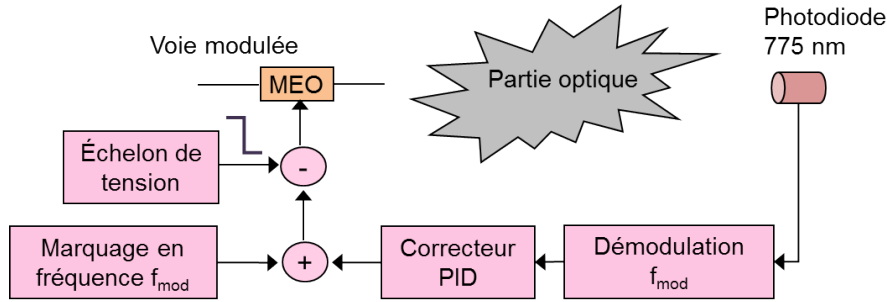 Photodiode
775 nm
Voie modulée
MEO
Partie optique
Échelon de
tension
-
Marquage en
fréquence fmod
+
Correcteur
PID
Démodulation
fmod